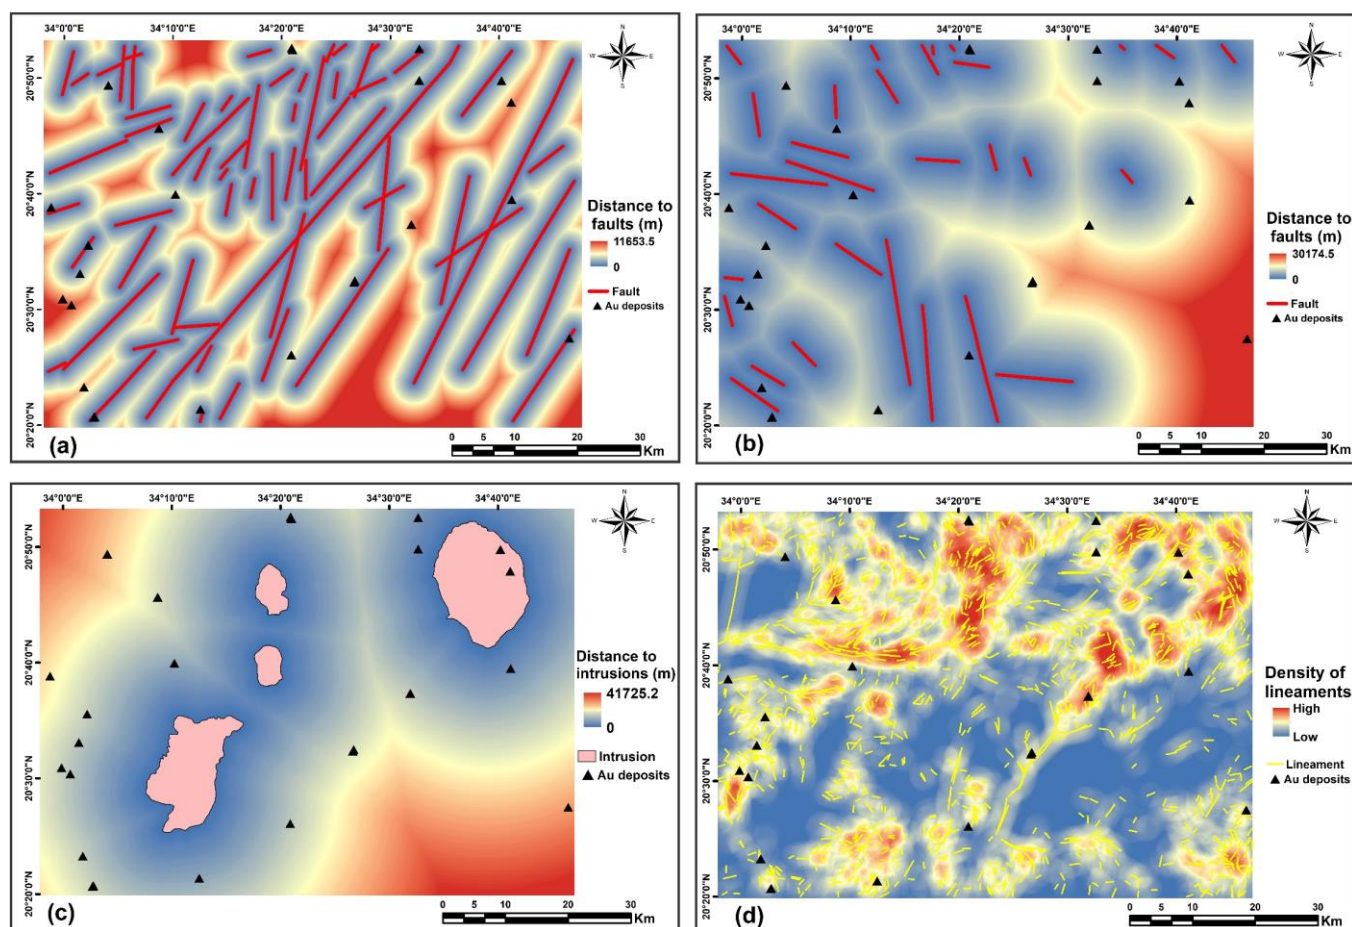 34°0'0"E 34°10'0"E 34°20'0"E 34°30'0"E 34°40'0"E
N
W E
S
20°50'0"N
20°40'0"N
20°30'0"N
20°20'0"N
Distance to
faults (m)
11653.5
0
Fault
Au deposits
(a)
0 5 10 20 30
Km
34°0'0"E 34°10'0"E 34°20'0"E 34°30'0"E 34°40'0"E
N
W E
S
20°50'0"N
20°40'0"N
20°30'0"N
20°20'0"N
Distance to
faults (m)
30174.5
0
Fault
Au deposits
(b)
0 5 10 20 30
Km
34°0'0"E 34°10'0"E 34°20'0"E 34°30'0"E 34°40'0"E
N
W E
S
20°50'0"N
20°40'0"N
20°30'0"N
20°20'0"N
Distance to
intrusions (m)
41725.2
0
Intrusion
Au deposits
(c)
0 5 10 20 30
Km
34°0'0"E 34°10'0"E 34°20'0"E 34°30'0"E 34°40'0"E
N
W E
S
20°50'0"N
20°40'0"N
20°30'0"N
20°20'0"N
Density of
lineaments
High
Low
Lineament
Au deposits
(d)
0 5 10 20 30
Km